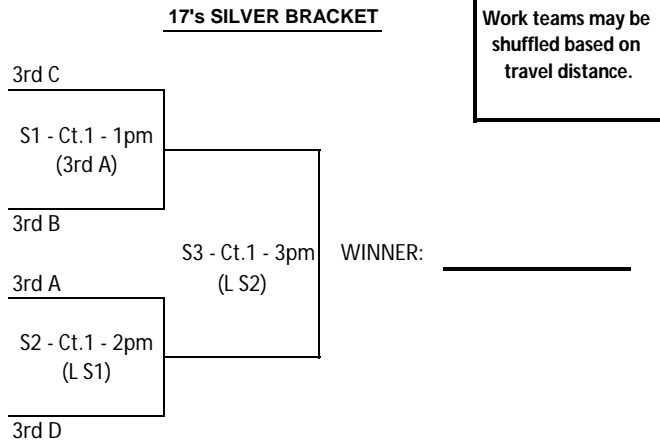 17's SILVER BRACKET
Work teams may be
shuffled based on
travel distance.
3rd C
S1 - Ct.1 - 1pm
(3rd A)
3rd B
S3 - Ct.1 - 3pm
(L S2)
WINNER:
3rd A
S2 - Ct.1 - 2pm
(L S1)
3rd D